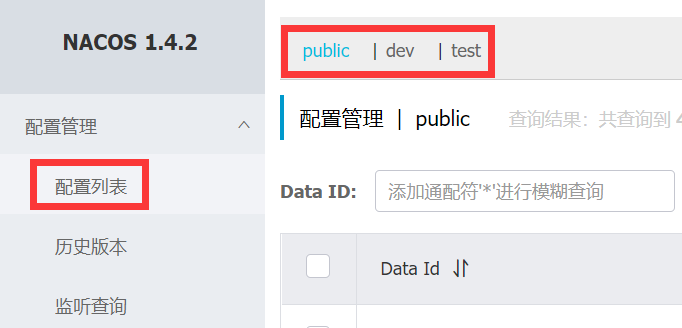 NACOS 1.4.2
public | dev | test
配置管理
配置管理 | public 查询结果：共查询到 4
配置列表
Data ID: 添加通配符'*'进行模糊查询
历史版本
Data Id
监听查询